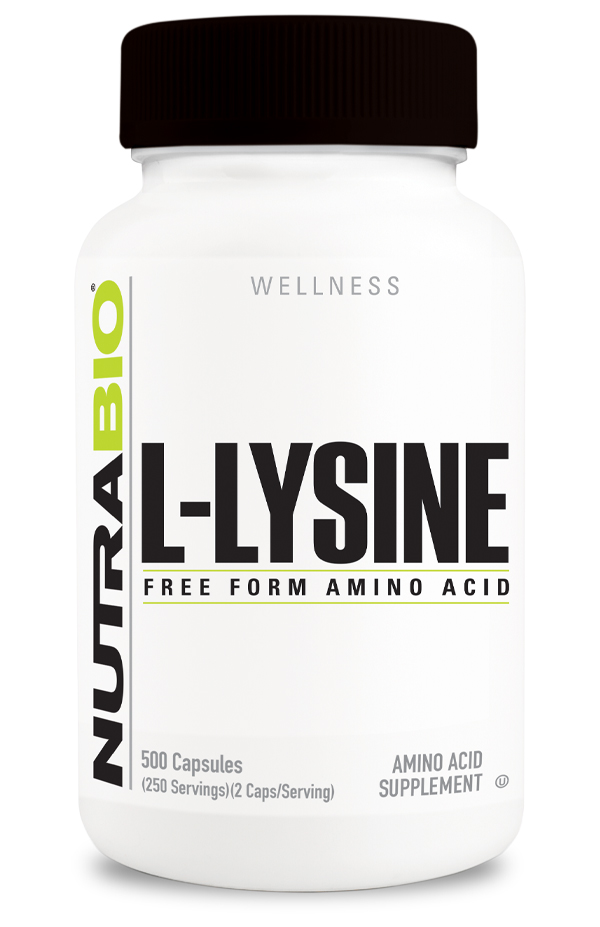 WELLNESS
NUTRABIO®
L-LYSINE
FREE FORM AMINO ACID
500 Capsules
(250 Servings)(2 Caps/Serving)
AMINO ACID
SUPPLEMENT Ⓤ